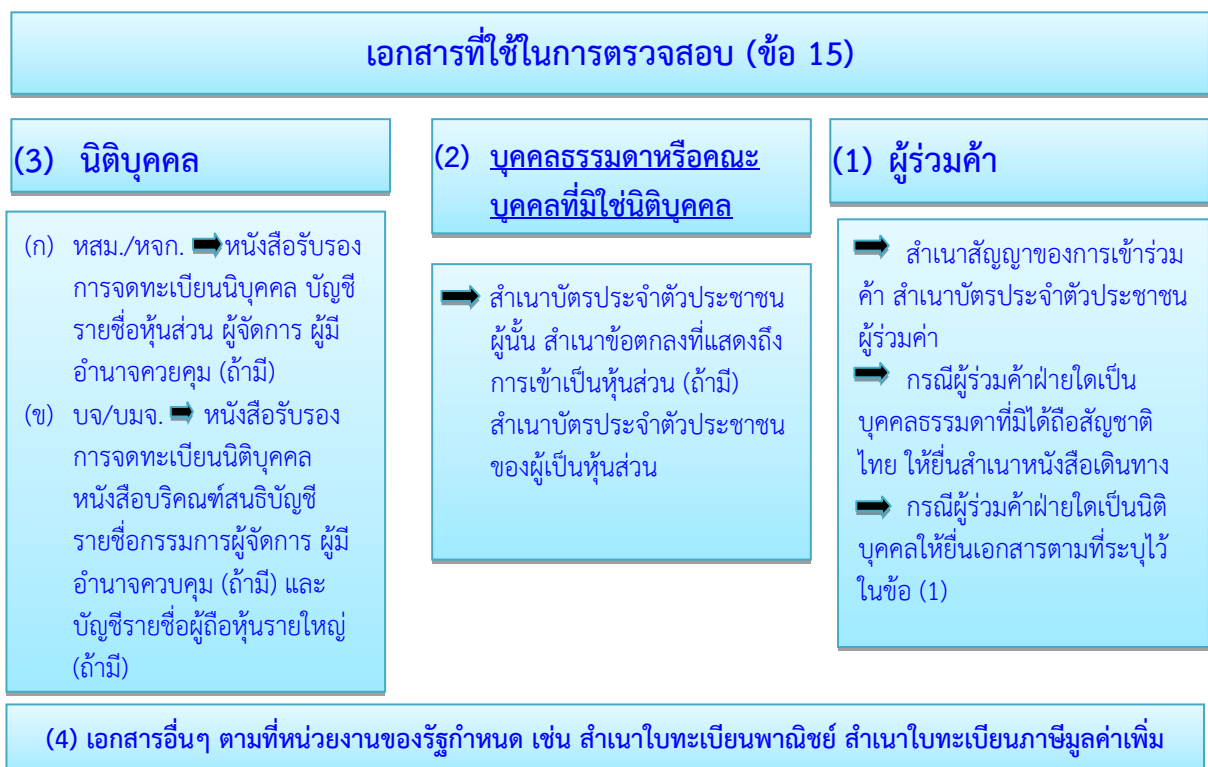 เอกสารที่ใช้ในการตรวจสอบ (ข้อ 15)
(3) นิติบุคคล
(ก) หสม./หจก. หนังสือรับรอง
การจดทะเบียนนิบุคคล บัญชี
รายชื่อหุ้นส่วน ผู้จัดการ ผู้มี
อำนาจควยคุม (ถ้ามี)
(ข) บจ/บมจ. หนังสือรับรอง
การจดทะเบียนนิติบุคคล
หนังสือบริคณฑ์สนธิบัญชี
รายชื่อกรรมการผู้จัดการ ผู้มี
อำนาจควบคุม (ถ้ามี) และ
บัญชีรายชื่อผู้ถือหุ้นรายใหญ่
(ถ้ามี)
(2) บุคคลธรรมดาหรือคณะ
บุคคลที่มิใช่นิติบุคคล
สำเนาบัตรประจำตัวประชาชน
ผู้นั้น สำเนาข้อตกลงที่แสดงถึง
การเข้าเป็นหุ้นส่วน (ถ้ามี)
สำเนาบัตรประจำตัวประชาชน
ของผู้เป็นหุ้นส่วน
(1) ผู้ร่วมค้า
สำเนาสัญญาของการเข้าร่วม
ค้า สำเนาบัตรประจำตัวประชาชน
ผู้ร่วมค่า
กรณีผู้ร่วมค้าฝ่ายใดเป็น
บุคคลธรรมดาที่มิได้ถือสัญชาติ
ไทย ให้ยื่นสำเนาหนังสือเดินทาง
กรณีผู้ร่วมค้าฝ่ายใดเป็นนิติ
บุคคลให้ยื่นเอกสารตามที่ระบุไว้
ในข้อ (1)
(4) เอกสารอื่นๆ ตามที่หน่วยงานของรัฐกำหนด เช่น สำเนาใบทะเบียนพาณิชย์ สำเนาใบทะเบียนภาษีมูลค่าเพิ่ม